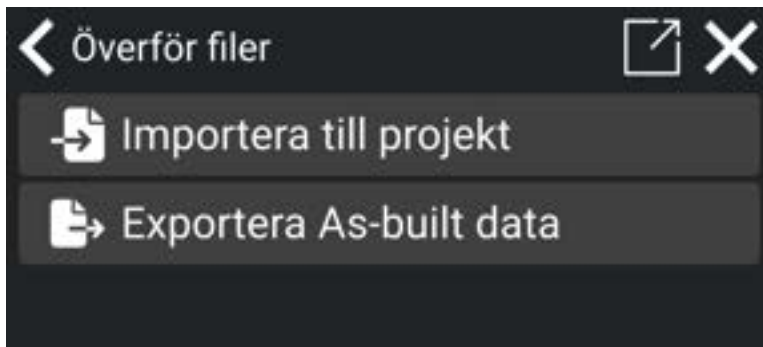 Överför filer
Importera till projekt
Exportera As-built data